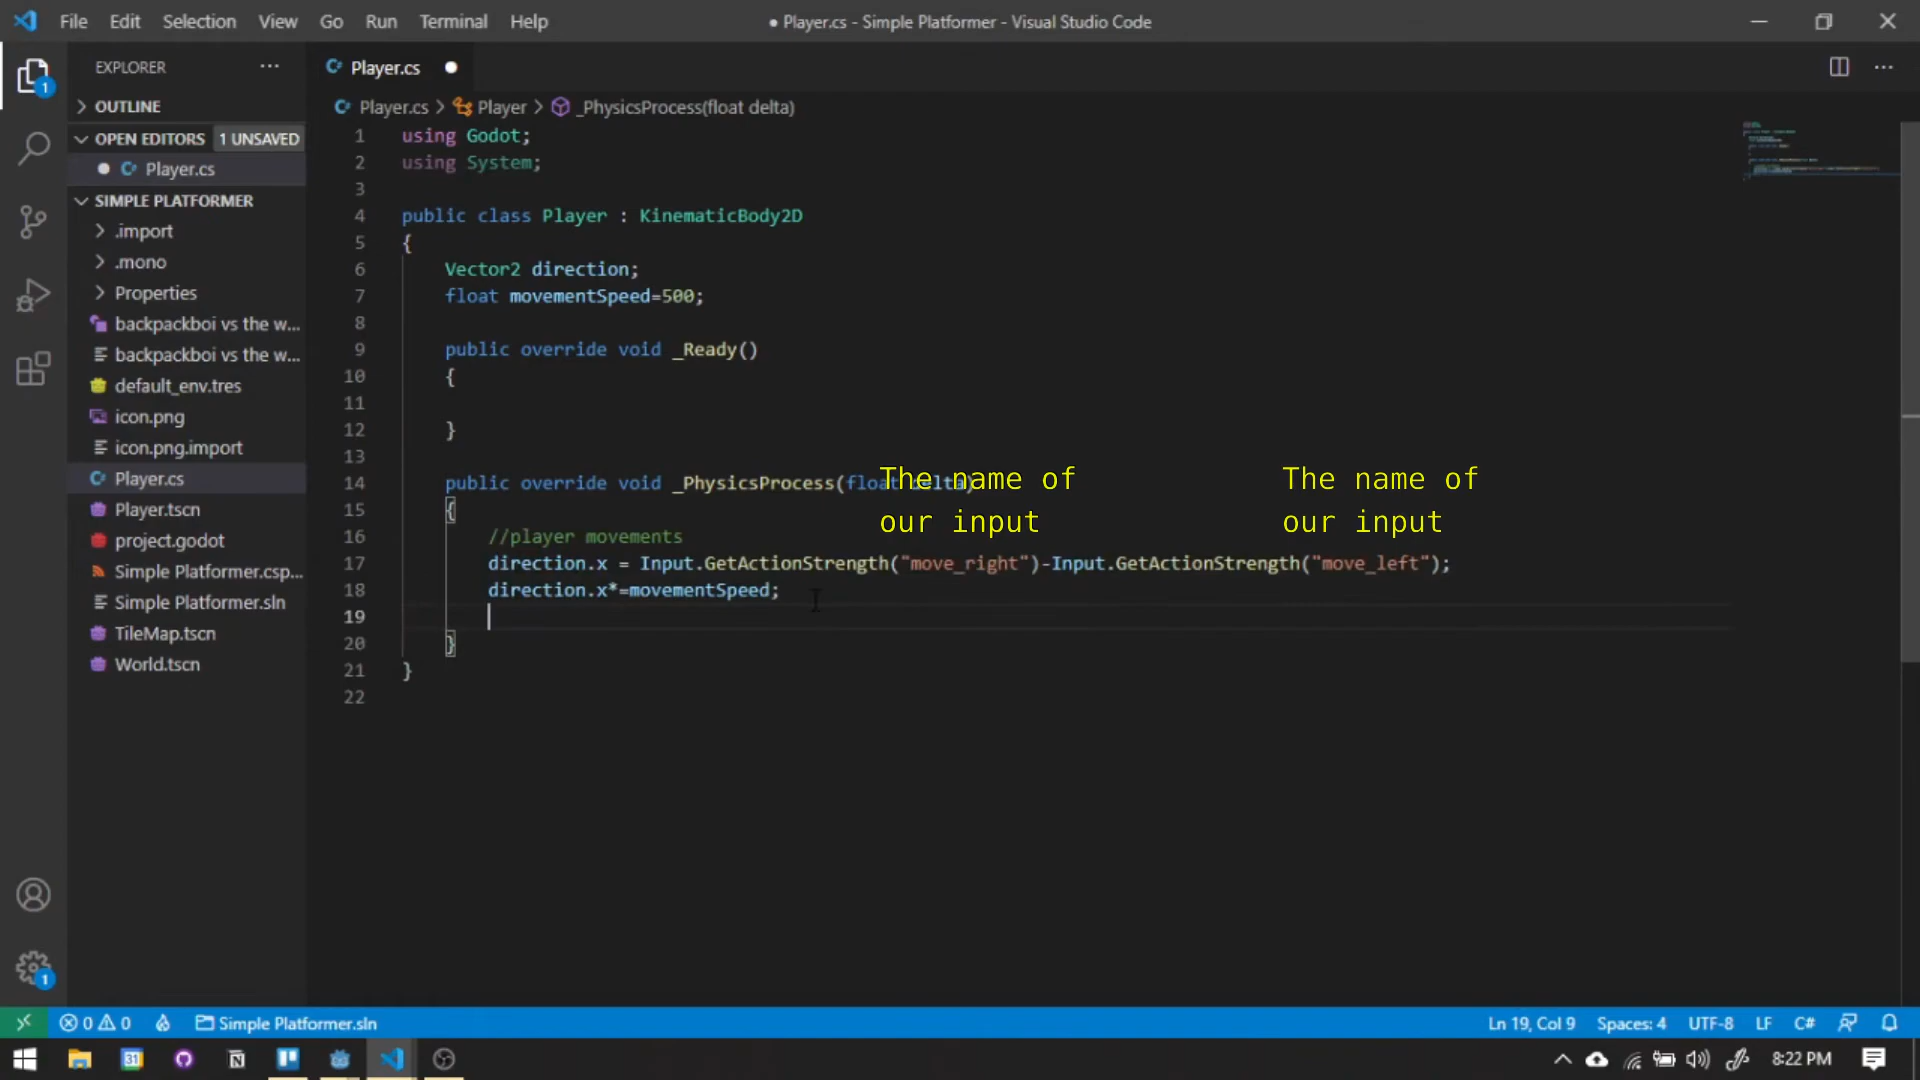 File Edit Selection View Go Run Terminal Help
● Player.cs - Simple Platformer - Visual Studio Code
EXPLORER
OUTLINE
OPEN EDITORS 1 UNSAVED
Player.cs
SIMPLE PLATFORMER
.import
.mono
Properties
backpackboi vs the w...
backpackboi vs the w...
default_env.tres
icon.png
icon.png.import
Player.cs
Player.tscn
project.godot
Simple Platformer.csp...
Simple Platformer.sln
TileMap.tscn
World.tscn
1
1
Player.cs
Player.cs > Player > _PhysicsProcess(float delta)
1 using Godot;
2 using System;
3
4 public class Player : KinematicBody2D
5 {
6 Vector2 direction;
7 float movementSpeed=500;
8
9 public override void _Ready()
10 {
11
12 }
13
14 public override void _PhysicsProcess(float delta)
15 {
16 //player movements
17 direction.x = Input.GetActionStrength("move_right")-Input.GetActionStrength("move_left");
18 direction.x*=movementSpeed;
19
20 }
21 }
22
The name of
our input
The name of
our input
0 0
Simple Platformer.sln
Ln 19, Col 9 Spaces: 4 UTF-8 LF C#
31
8:22 PM